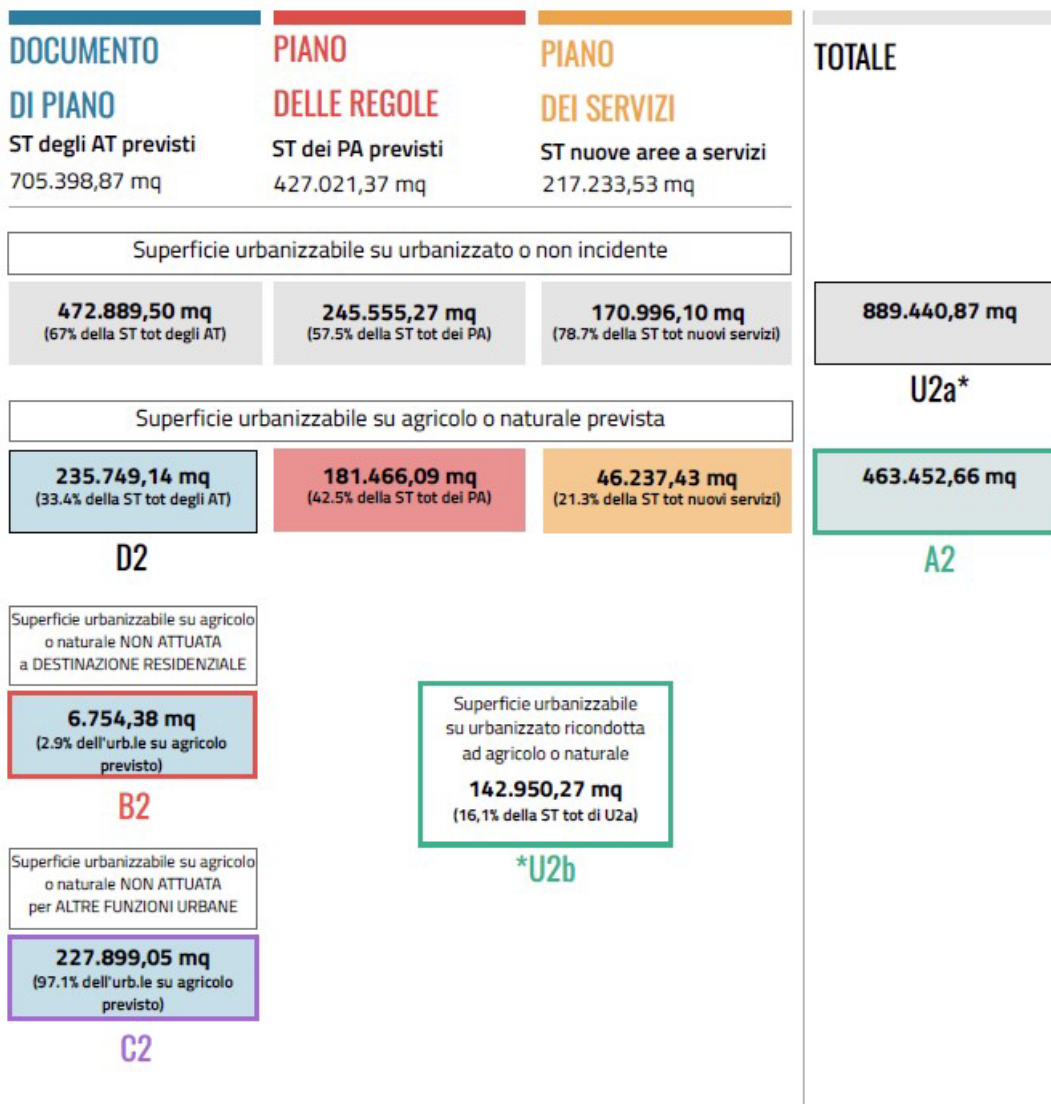 DOCUMENTO
DI PIANO
ST degli AT previsti
705.398,87 mq
PIANO
DELLE REGOLE
ST dei PA previsti
427.021,37 mq
PIANO
DEI SERVIZI
ST nuove aree a servizi
217.233,53 mq
TOTALE
Superficie urbanizzabile su urbanizzato o non incidente
472.889,50 mq
(67% della ST tot degli AT)
245.555,27 mq
(57.5% della ST tot dei PA)
170.996,10 mq
(78.7% della ST tot nuovi servizi)
889.440,87 mq
U2a*
Superficie urbanizzabile su agricolo o naturale prevista
235.749,14 mq
(33.4% della ST tot degli AT)
181.466,09 mq
(42.5% della ST tot dei PA)
46.237,43 mq
(21.3% della ST tot nuovi servizi)
463.452,66 mq
D2
A2
Superficie urbanizzabile su agricolo
o naturale NON ATTUATA
a DESTINAZIONE RESIDENZIALE
6.754,38 mq
(2.9% dell'urb.le su agricolo
previsto)
B2
Superficie urbanizzabile
su urbanizzato ricondotta
ad agricolo o naturale
142.950,27 mq
(16,1% della ST tot di U2a)
*U2b
Superficie urbanizzabile su agricolo
o naturale NON ATTUATA
per ALTRE FUNZIONI URBANE
227.899,05 mq
(97.1% dell'urb.le su agricolo
previsto)
C2